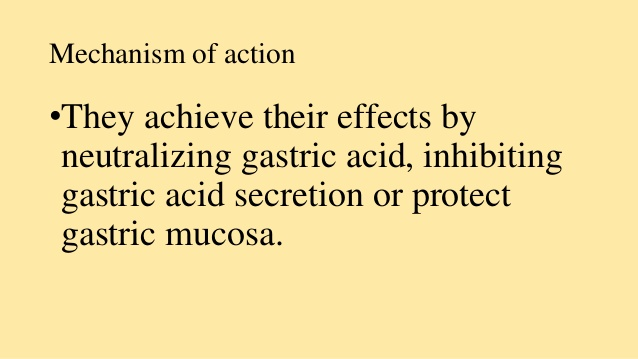 Mechanism of action
•They achieve their effects by
neutralizing gastric acid, inhibiting
gastric acid secretion or protect
gastric mucosa.